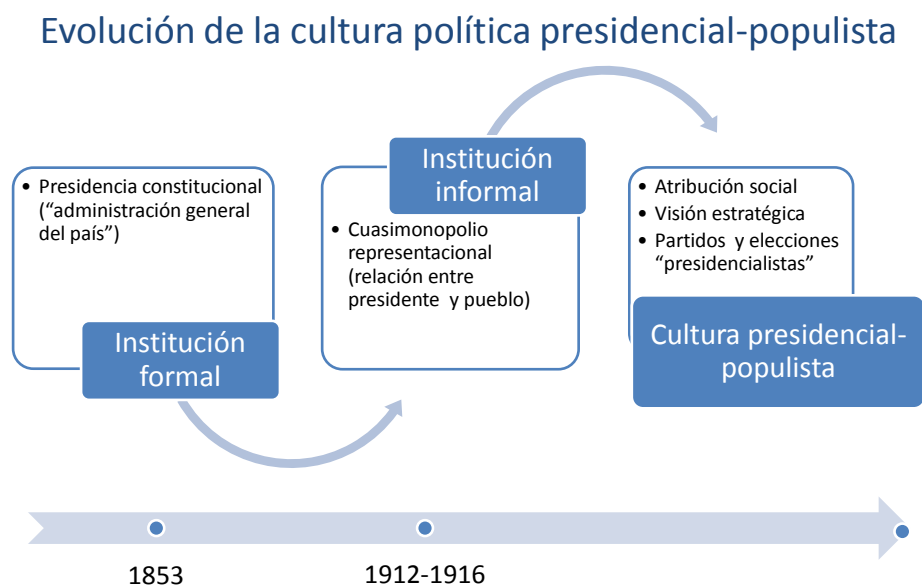 Evolución de la cultura política presidencial-populista
• Presidencia constitucional
(“administración general
del país”)
Institución
formal
Institución
informal
• Cuasimonopolio
representacional
(relación entre
presidente y pueblo)
• Atribución social
• Visión estratégica
• Partidos y elecciones
“presidencialistas”
Cultura presidencial-
populista
1853
1912-1916